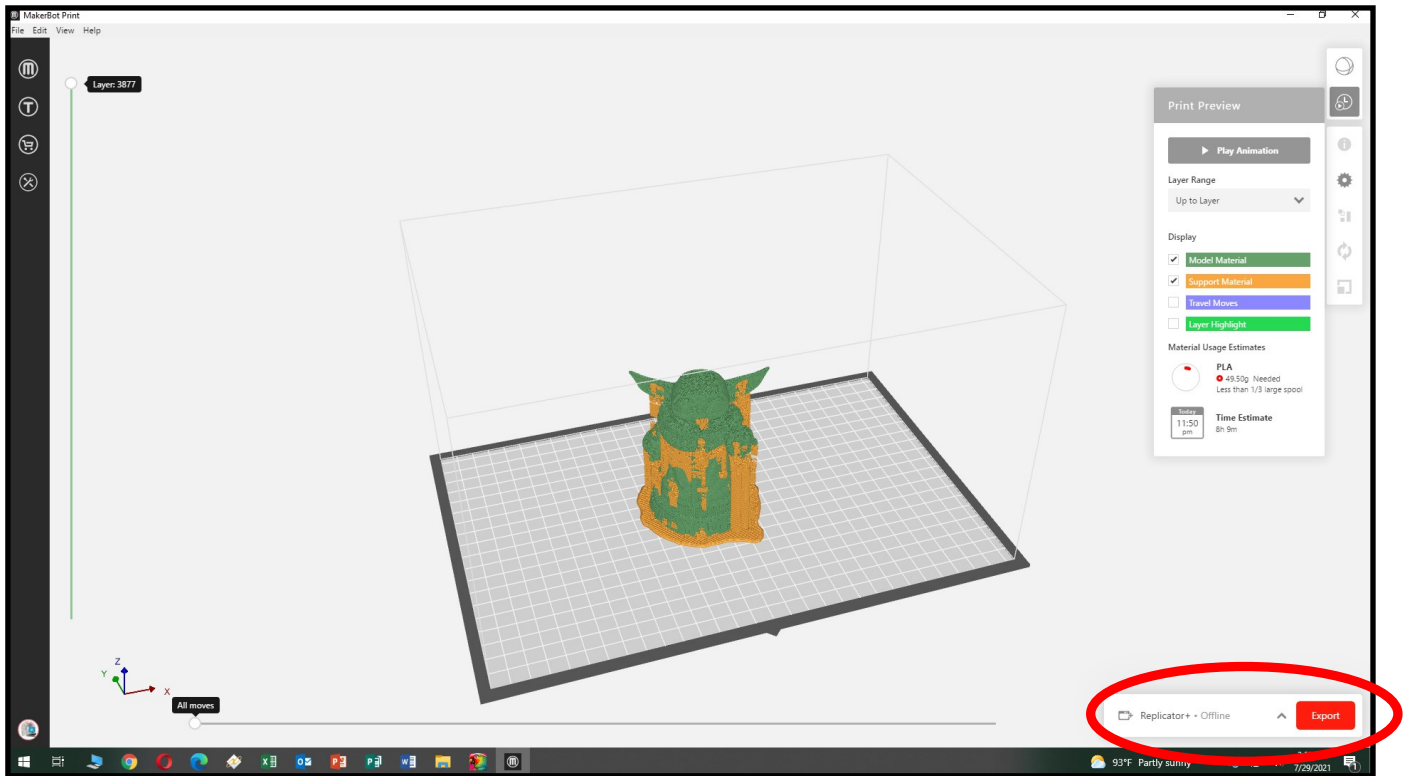 MakerBot Print
File Edit View Help
Layer: 3877
Print Preview
Play Animation
Layer Range
Up to Layer
Display
Model Material
Support Material
Travel Moves
Layer Highlight
Material Usage Estimates
PLA
49.50g Needed
Less than 1/3 large spool
Today
11:50
pm
Time Estimate
8h 9m
Z
Y
X
All moves
Replicator+ • Offline
Export
93°F Partly sunny
7/29/2021